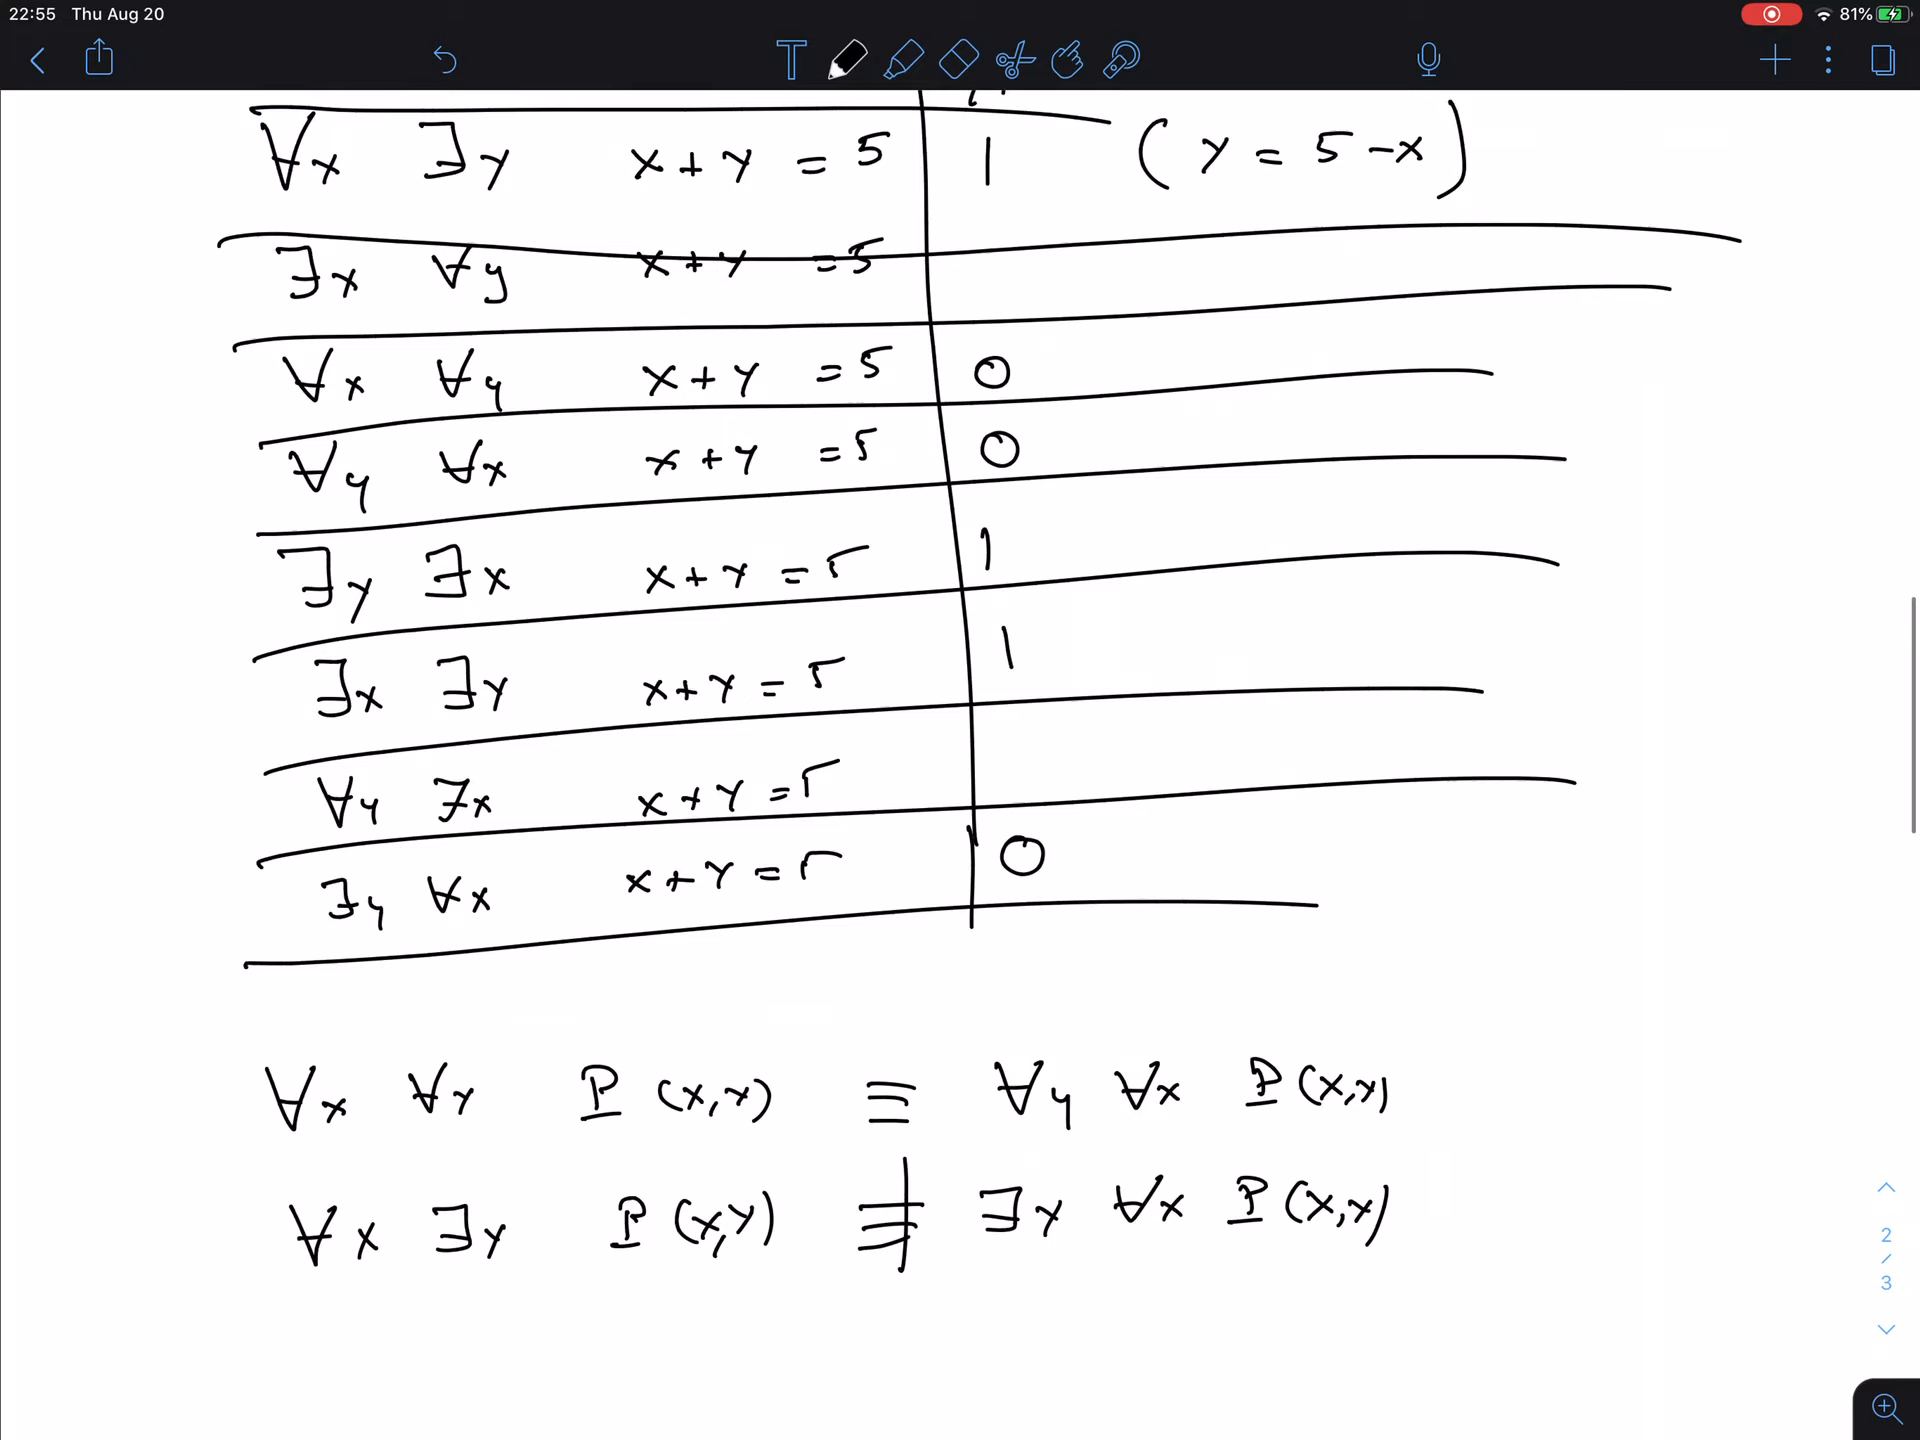 22:55 Thu Aug 20 81%
T
∀x ∃y x + y = 5 1 (y = 5 - x)
∃x ∀y x + y = 5
∀x ∀y x + y = 5 0
∀y ∀x x + y = 5 0
∃y ∃x x + y = 5 1
∃x ∃y x + y = 5 1
∀y ∃x x + y = 5
∃y ∀x x + y = 5 0
∀x ∀y P (x,y) ≡ ∀y ∀x P (x,y)
∀x ∃y P (x,y) ≢ ∃y ∀x P (x,y)
2
/
3